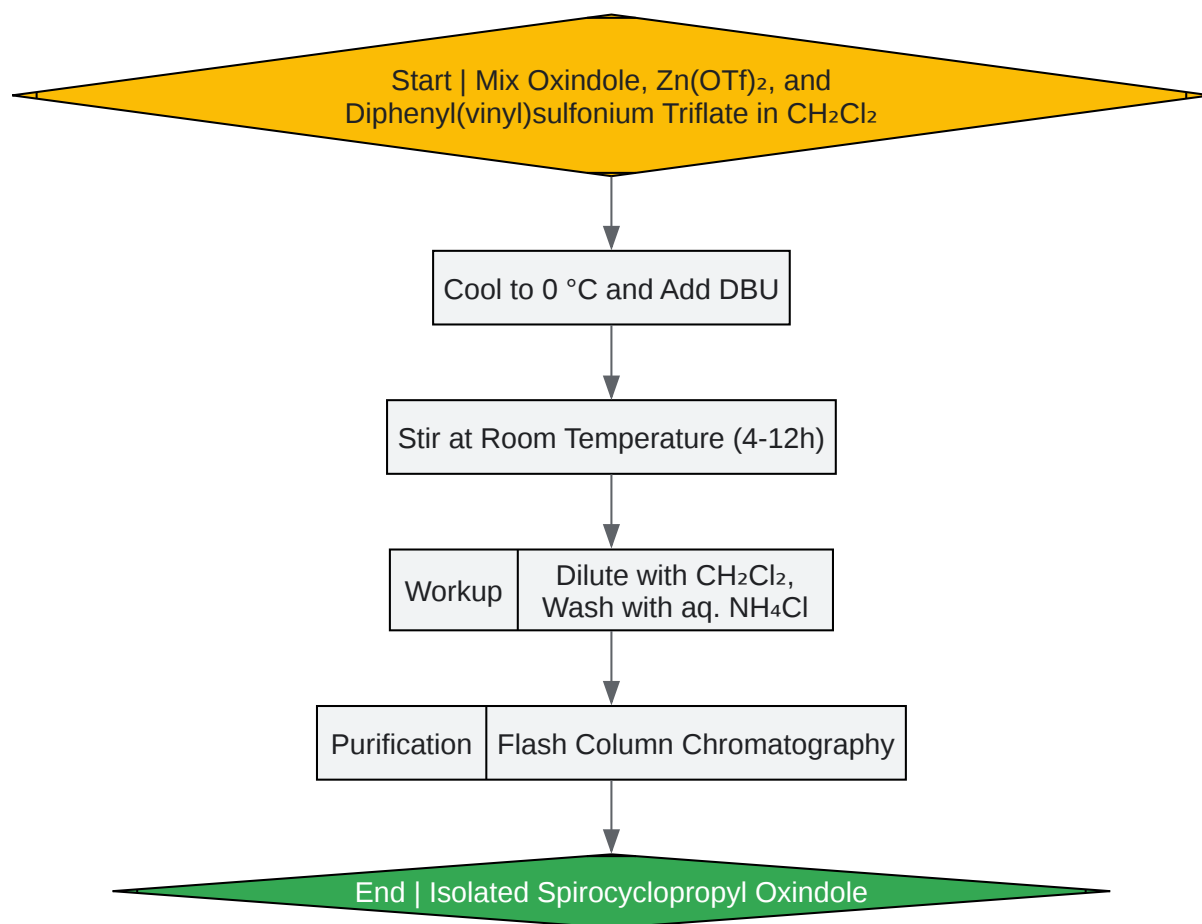 Start | Mix Oxindole, Zn(OTf)₂, and
Diphenyl(vinyl)sulfonium Triflate in CH₂Cl₂
Cool to 0 °C and Add DBU
Stir at Room Temperature (4-12h)
Workup
Dilute with CH₂Cl₂,
Wash with aq. NH₄Cl
Purification
Flash Column Chromatography
End | Isolated Spirocyclopropyl Oxindole